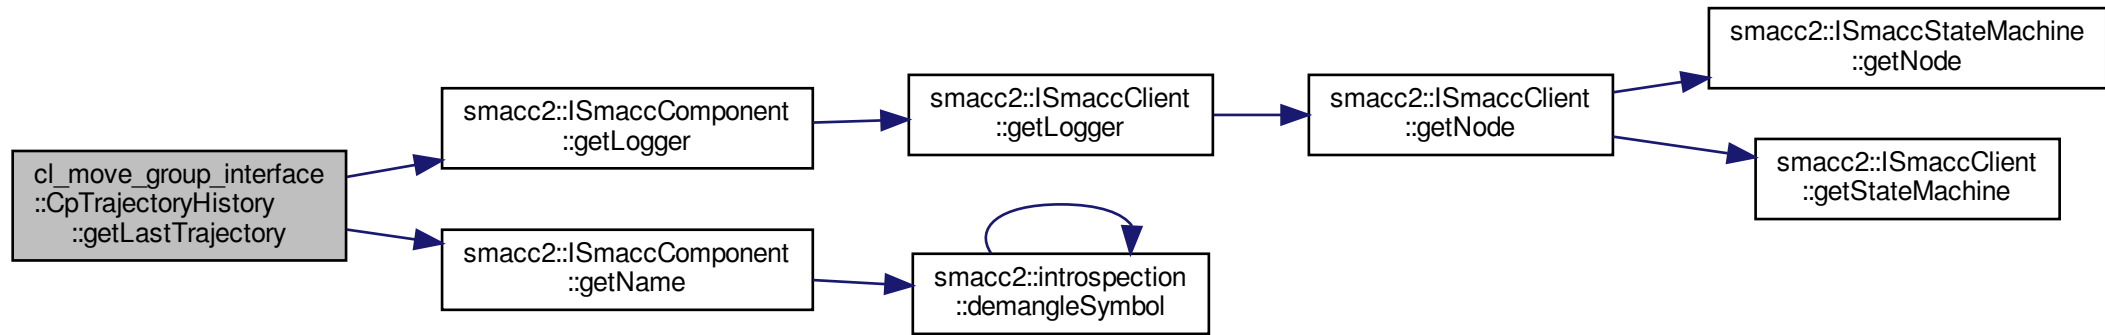 cl_move_group_interface
::CpTrajectoryHistory
::getLastTrajectory
smacc2::ISmaccComponent
::getLogger
smacc2::ISmaccClient
::getLogger
smacc2::ISmaccClient
::getNode
smacc2::ISmaccStateMachine
::getNode
smacc2::ISmaccClient
::getStateMachine
smacc2::ISmaccComponent
::getName
smacc2::introspection
::demangleSymbol